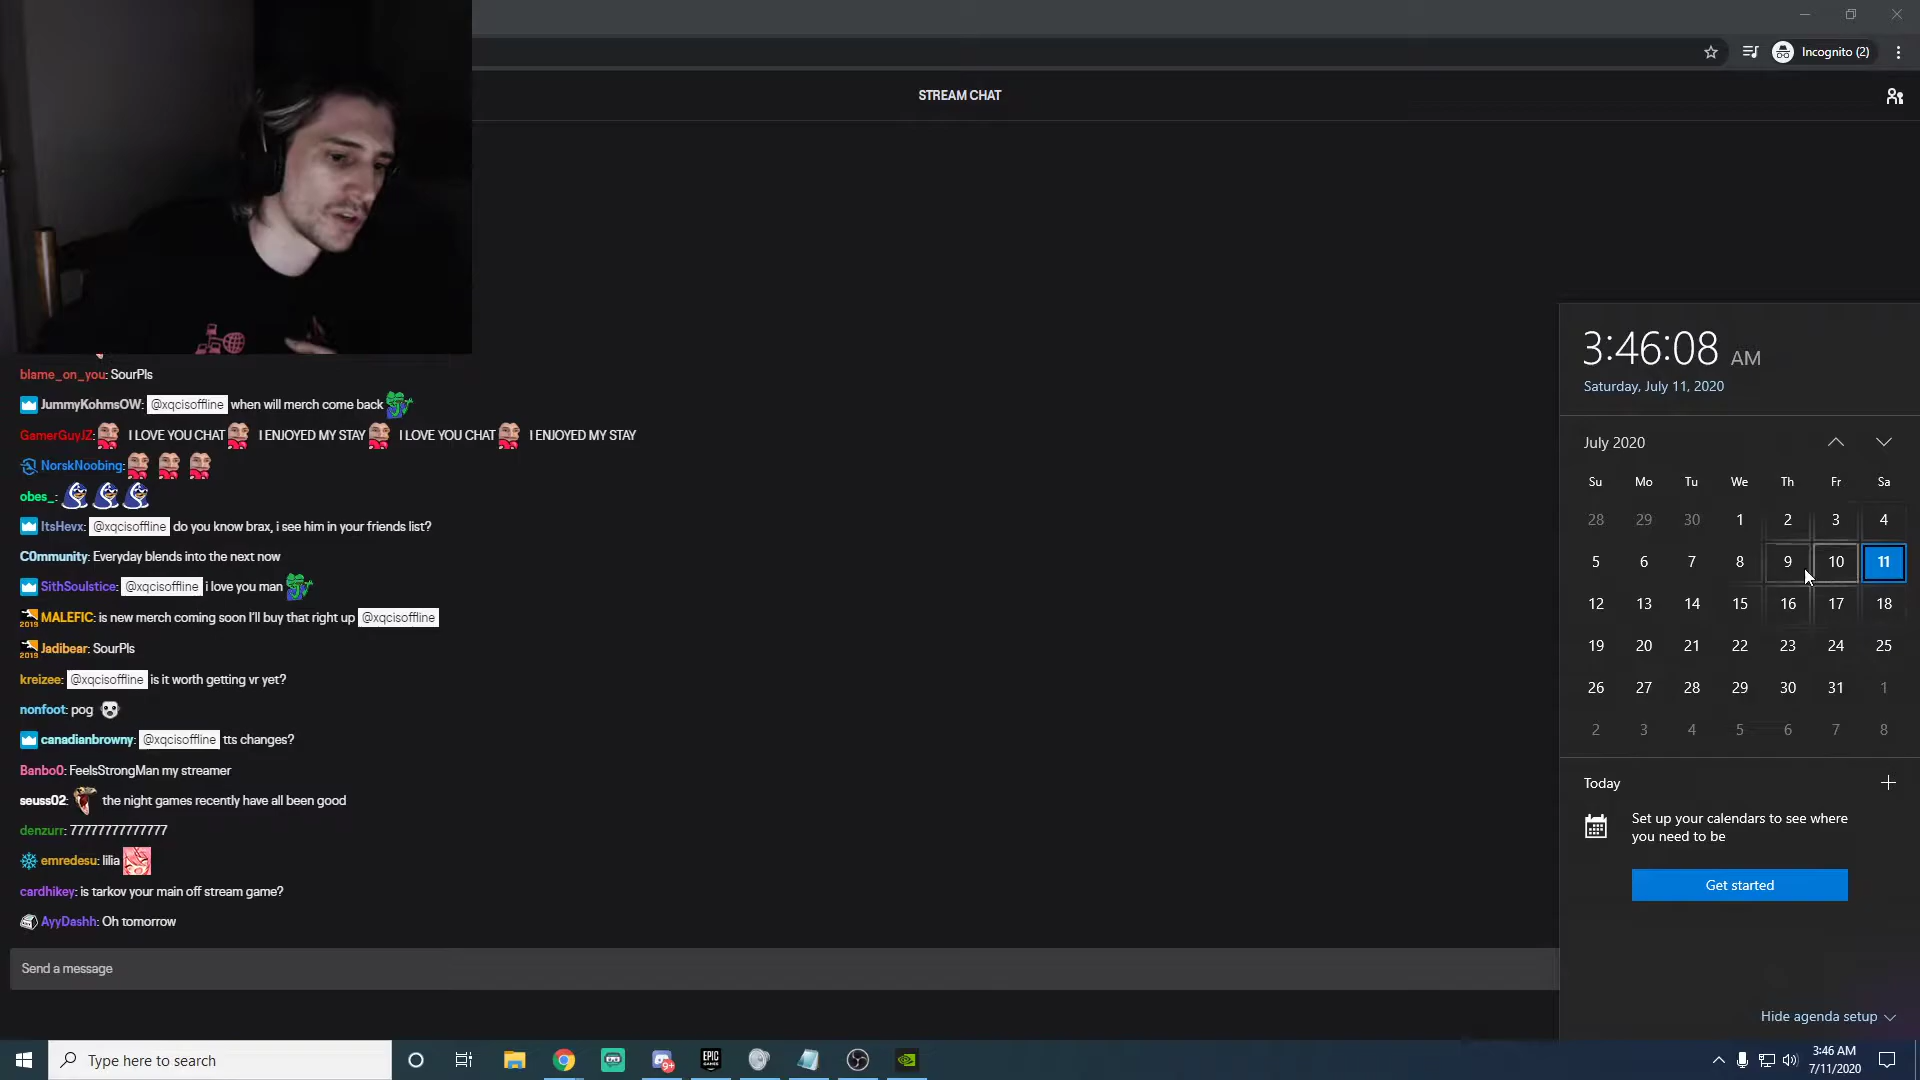 Incognito (2)
STREAM CHAT
blame_on_you: SourPls
JummyKohmsOW: @xqcisoffline when will merch come back
GamerGuyJZ: I LOVE YOU CHAT I ENJOYED MY STAY I LOVE YOU CHAT I ENJOYED MY STAY
NorskNoobing:
obes_:
ItsHevx: @xqcisoffline do you know brax, i see him in your friends list?
C0mmunity: Everyday blends into the next now
SithSoulstice: @xqcisoffline i love you man
2019 MALEFIC: is new merch coming soon I'll buy that right up @xqcisoffline
2019 Jadibear: SourPls
kreizee: @xqcisoffline is it worth getting vr yet?
nonfoot: pog
canadianbrowny: @xqcisoffline tts changes?
Banbo0: FeelsStrongMan my streamer
seuss02: the night games recently have all been good
denzurr: 77777777777777
emredesu: lilia
cardhikey: is tarkov your main off stream game?
AyyDashh: Oh tomorrow
Send a message
3:46:08 AM
Saturday, July 11, 2020
July 2020
Su Mo Tu We Th Fr Sa
28 29 30 1 2 3 4
5 6 7 8 9 10 11
12 13 14 15 16 17 18
19 20 21 22 23 24 25
26 27 28 29 30 31 1
2 3 4 5 6 7 8
Today
Set up your calendars to see where
you need to be
Get started
Hide agenda setup
Type here to search
EPIC
GAMES
9+
3:46 AM
7/11/2020